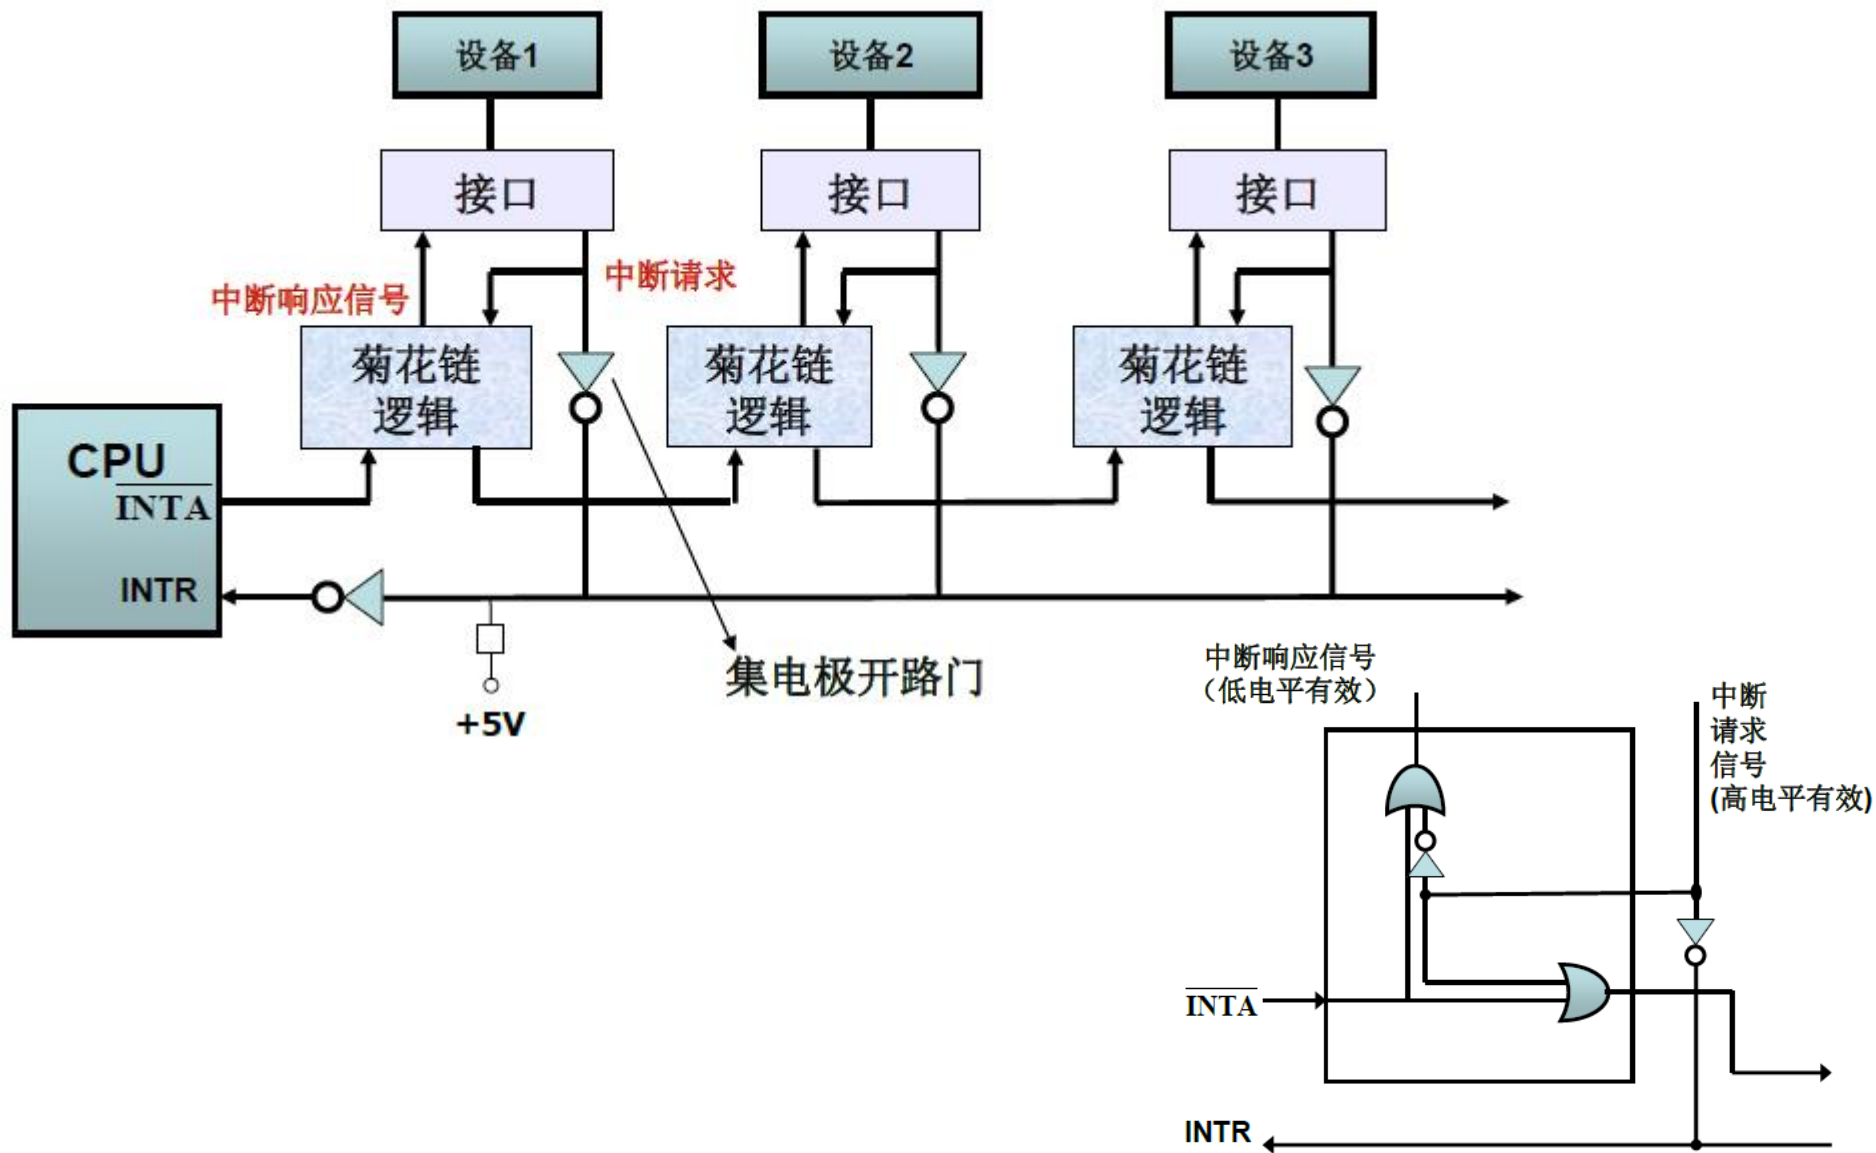 设备1
设备2
设备3
接口
接口
接口
中断响应信号
中断请求
菊花链
逻辑
菊花链
逻辑
菊花链
逻辑
CPU
INTA
INTR
集电极开路门
+5V
中断响应信号
（低电平有效）
中断
请求
信号
(高电平有效)
INTA
INTR